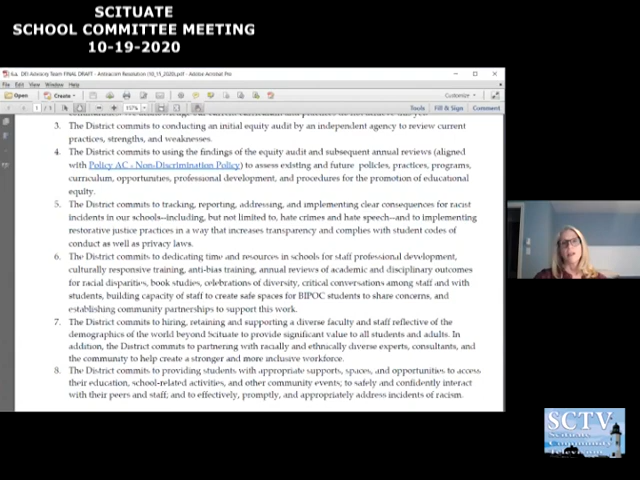 SCITUATE
SCHOOL COMMITTEE MEETING
10-19-2020
Open
Create
Customize
Tools
Fill & Sign
Comment
3. The District commits to conducting an initial equity audit by an independent agency to review current
practices, strengths, and weaknesses.
4. The District commits to using the findings of the equity audit and subsequent annual reviews (aligned
with Policy AC - Non-Discrimination Policy) to assess existing and future policies, practices, programs,
curriculum, opportunities, professional development, and procedures for the promotion of educational
equity.
5. The District commits to tracking, reporting, addressing, and implementing clear consequences for racist
incidents in our schools--including, but not limited to, hate crimes and hate speech--and to implementing
restorative justice practices in a way that increases transparency and complies with student codes of
conduct as well as privacy laws.
6. The District commits to dedicating time and resources in schools for staff professional development,
culturally responsive training, anti-bias training, annual reviews of academic and disciplinary outcomes
for racial disparities, book studies, celebrations of diversity, critical conversations among staff and with
students, building capacity of staff to create safe spaces for BIPOC students to share concerns, and
establishing community partnerships to support this work.
7. The District commits to hiring, retaining and supporting a diverse faculty and staff reflective of the
demographics of the world beyond Scituate to provide significant value to all students and adults. In
addition, the District commits to partnering with racially and ethnically diverse experts, consultants, and
the community to help create a stronger and more inclusive workforce.
8. The District commits to providing students with appropriate supports, spaces, and opportunities to access
their education, school-related activities, and other community events; to safely and confidently interact
with their peers and staff; and to effectively, promptly, and appropriately address incidents of racism.
SCTV
Scituate
Community
Television